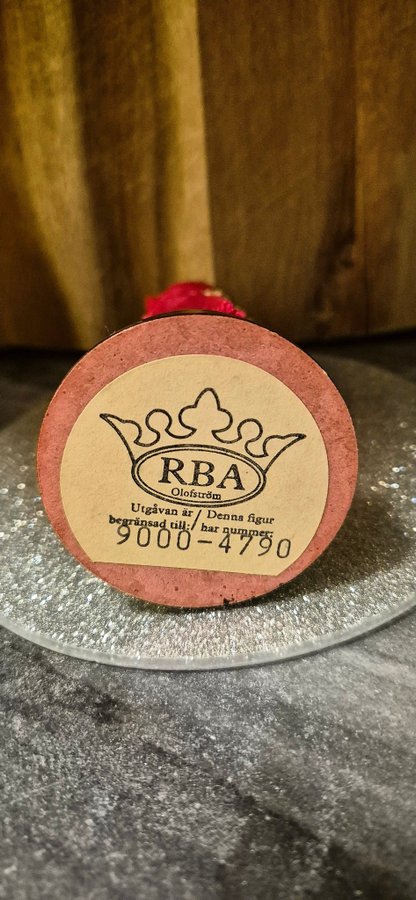 RBA
Olofström
Utgåvan är / Denna figur
begränsad till: / har nummer:
9000-4790